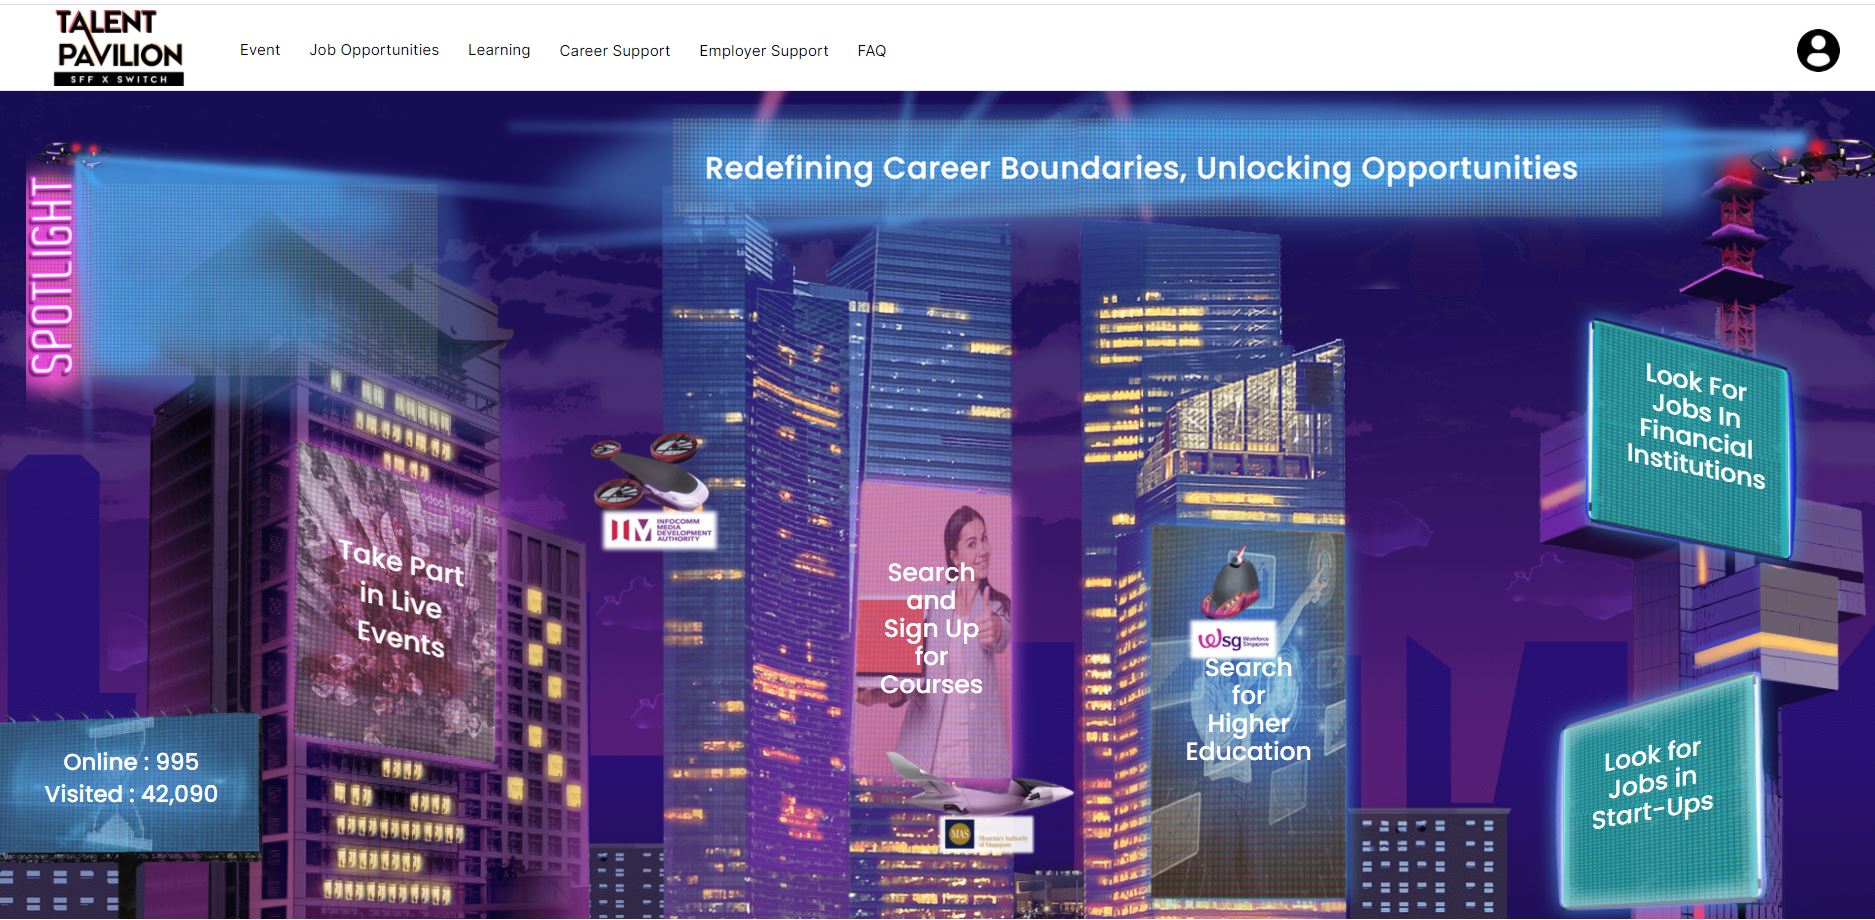 TALENT
PAVILION
SFF X SWITCH
Event
Job Opportunities
Learning
Career Support
Employer Support
FAQ
Redefining Career Boundaries, Unlocking Opportunities
SPOTLIGHT
Look For
Jobs In
Financial
Institutions
INFOCOMM
MEDIA
DEVELOPMENT
AUTHORITY
Take Part
in Live
Events
Search
and
Sign Up
for
Courses
wsg Workforce
Singapore
Search
for
Higher
Education
Online : 995
Visited : 42,090
MAS
Monetary Authority
of Singapore
Look for
Jobs in
Start-Ups